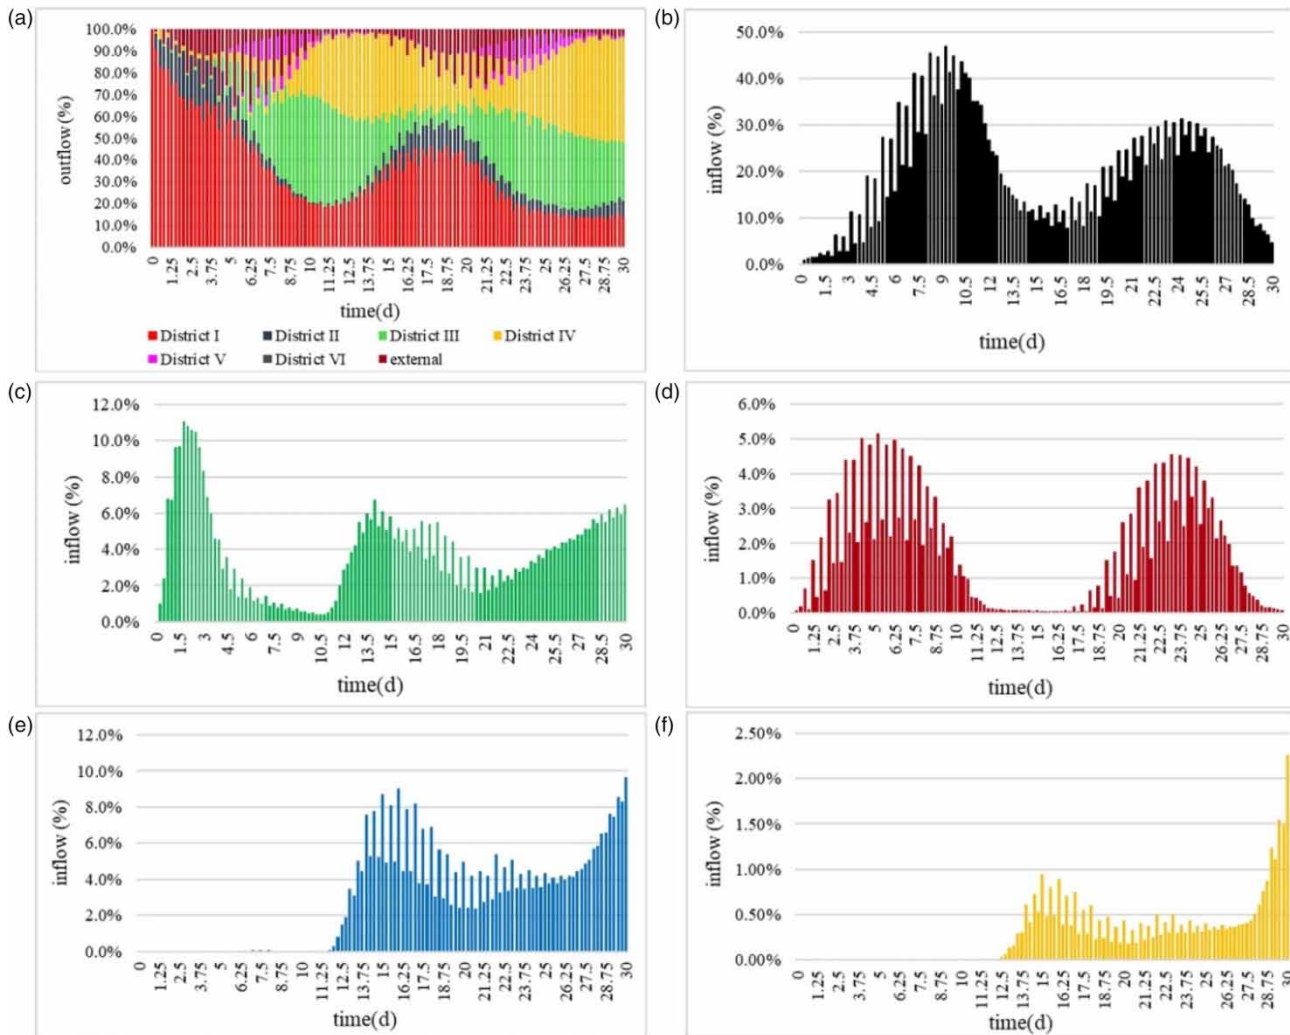 (a)
100.0%
90.0%
80.0%
70.0%
60.0%
50.0%
40.0%
30.0%
20.0%
10.0%
0.0%
outflow (%)
0 1.25 2.5 3.75 5 6.25 7.5 8.75 10 11.25 12.5 13.75 15 16.25 17.5 18.75 20 21.25 22.5 23.75 25 26.25 27.5 28.75 30
time(d)
District I District II District III District IV
District V District VI external
(b)
50.0%
40.0%
30.0%
20.0%
10.0%
0.0%
inflow (%)
0 1.5 3 4.5 6 7.5 9 10.5 12 13.5 15 16.5 18 19.5 21 22.5 24 25.5 27 28.5 30
time(d)
(c)
12.0%
10.0%
8.0%
6.0%
4.0%
2.0%
0.0%
inflow (%)
0 1.5 3 4.5 6 7.5 9 10.5 12 13.5 15 16.5 18 19.5 21 22.5 24 25.5 27 28.5 30
time(d)
(d)
6.0%
5.0%
4.0%
3.0%
2.0%
1.0%
0.0%
inflow (%)
0 1.25 2.5 3.75 5 6.25 7.5 8.75 10 11.25 12.5 13.75 15 16.25 17.5 18.75 20 21.25 22.5 23.75 25 26.25 27.5 28.75 30
time(d)
(e)
12.0%
10.0%
8.0%
6.0%
4.0%
2.0%
0.0%
inflow (%)
0 1.25 2.5 3.75 5 6.25 7.5 8.75 10 11.25 12.5 13.75 15 16.25 17.5 18.75 20 21.25 22.5 23.75 25 26.25 27.5 28.75 30
time(d)
(f)
2.50%
2.00%
1.50%
1.00%
0.50%
0.00%
inflow (%)
0 1.25 2.5 3.75 5 6.25 7.5 8.75 10 11.25 12.5 13.75 15 16.25 17.5 18.75 20 21.25 22.5 23.75 25 26.25 27.5 28.75 30
time(d)